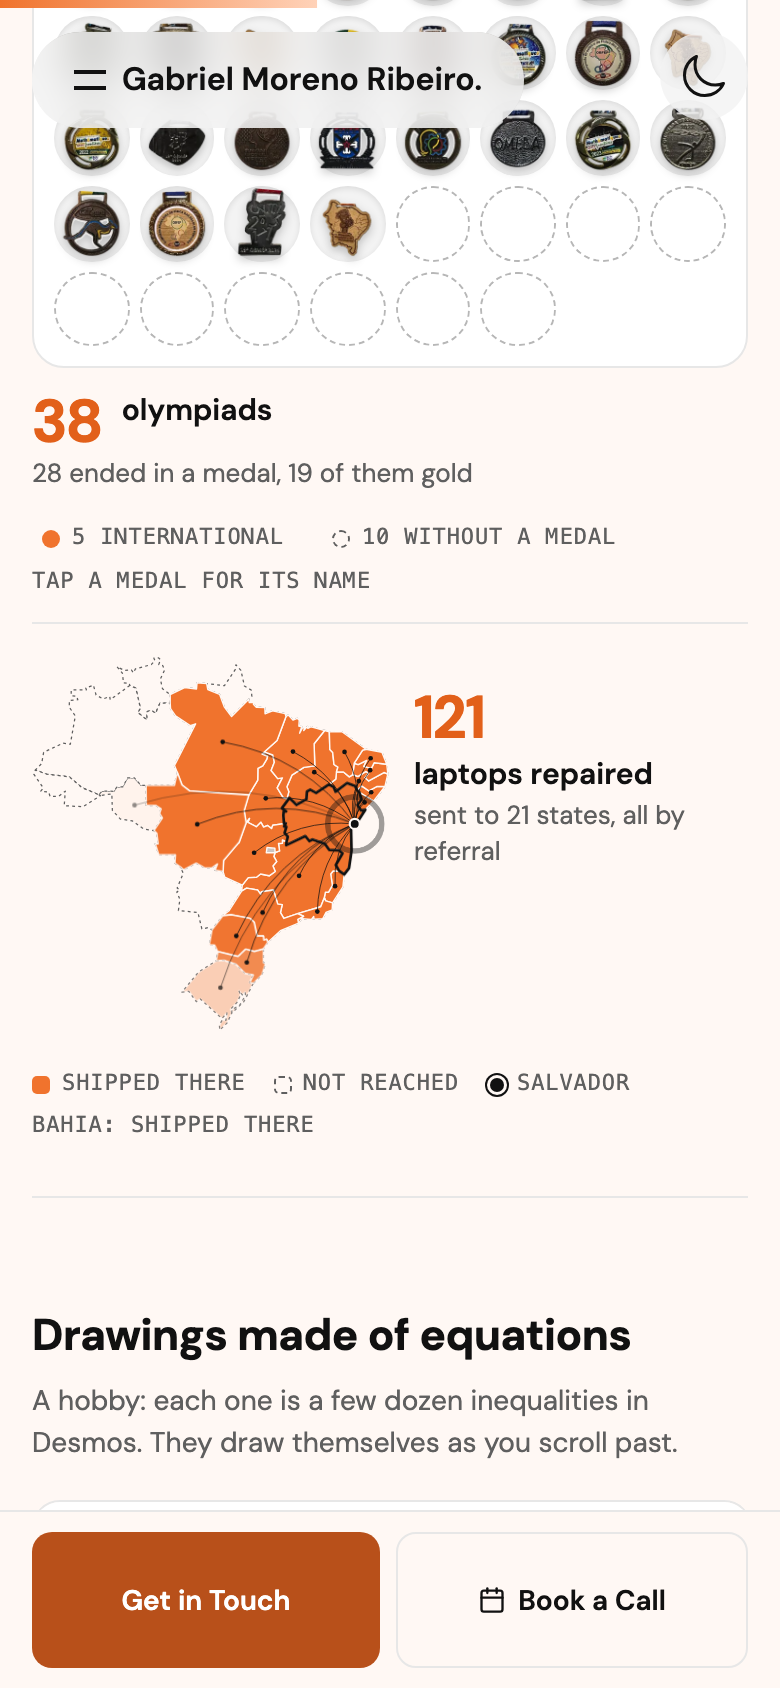 Gabriel Moreno Ribeiro.
38 olympiads
28 ended in a medal, 19 of them gold
5 INTERNATIONAL 10 WITHOUT A MEDAL
TAP A MEDAL FOR ITS NAME
121
laptops repaired
sent to 21 states, all by
referral
SHIPPED THERE NOT REACHED SALVADOR
BAHIA: SHIPPED THERE
Drawings made of equations
A hobby: each one is a few dozen inequalities in
Desmos. They draw themselves as you scroll past.
Get in Touch
Book a Call